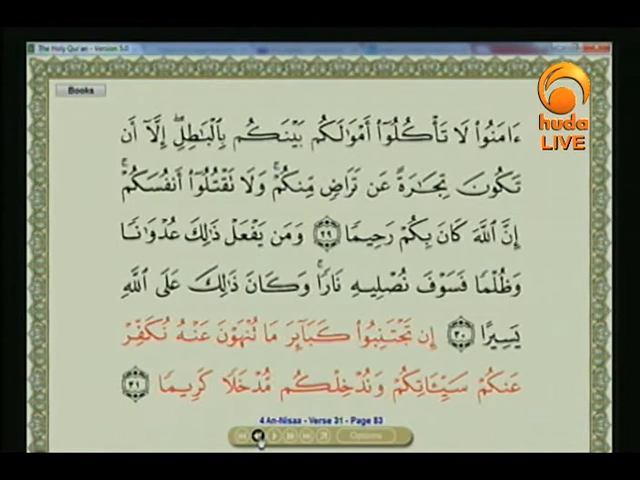 The Holy Qur'an - Version 5.0
Books
huda
LIVE
ءَامَنُوا۟ لَا تَأْكُلُوٓا۟ أَمْوَٰلَكُم بَيْنَكُم بِٱلْبَٰطِلِ إِلَّآ أَن
تَكُونَ تِجَٰرَةً عَن تَرَاضٍ مِّنكُمْ ۚ وَلَا تَقْتُلُوٓا۟ أَنفُسَكُمْ ۚ
إِنَّ ٱللَّهَ كَانَ بِكُمْ رَحِيمًا ٢٩ وَمَن يَفْعَلْ ذَٰلِكَ عُدْوَٰنًا
وَظُلْمًا فَسَوْفَ نُصْلِيهِ نَارًا ۚ وَكَانَ ذَٰلِكَ عَلَى ٱللَّهِ
يَسِيرًا ٣٠ إِن تَجْتَنِبُوا۟ كَبَآئِرَ مَا تُنْهَوْنَ عَنْهُ نُكَفِّرْ
عَنكُمْ سَيِّـَٔاتِكُمْ وَنُدْخِلْكُم مُّدْخَلًا كَرِيمًا ٣١
4 An-Nisaa - Verse 31 - Page 83
Options